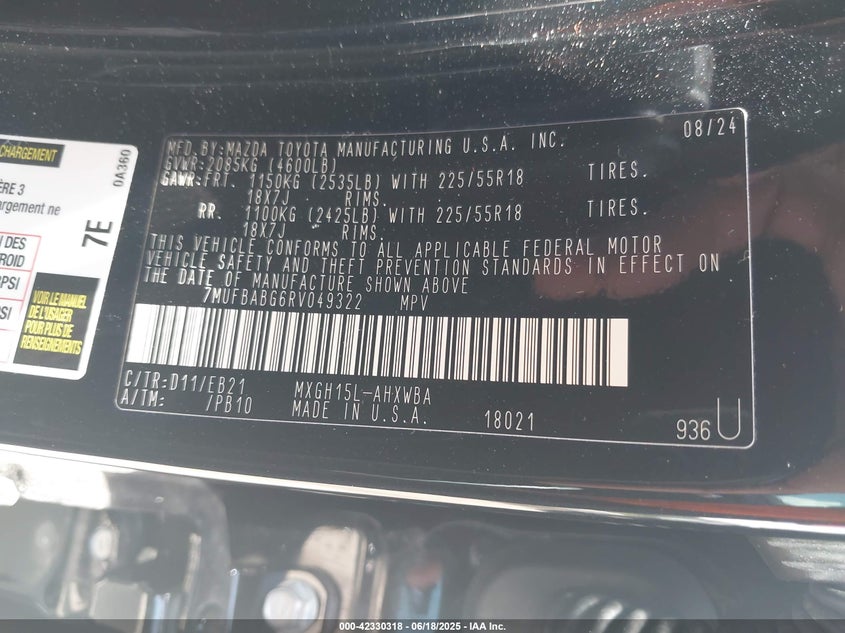 CHARGEMENT
0A360
ÈRE 3
argement ne
7E
DES
ROID
PSI
SI
VOIR LE MANUEL
DE L'USAGER
POUR PLUS DE
RENSEIGNEMENTS
MFD.BY:MAZDA TOYOTA MANUFACTURING U.S.A. INC. 08/24
GVWR:2085KG (4600LB)
GAWR:FRT. 1150KG (2535LB) WITH 225/55R18 TIRES.
18X7J RIMS.
RR. 1100KG (2425LB) WITH 225/55R18 TIRES.
18X7J RIMS.
THIS VEHICLE CONFORMS TO ALL APPLICABLE FEDERAL MOTOR
VEHICLE SAFETY AND THEFT PREVENTION STANDARDS IN EFFECT ON
THE DATE OF MANUFACTURE SHOWN ABOVE
7MUFBABG6RV049322 MPV
C/TR:D11/EB21 MXGH15L-AHXWBA
A/TM: /PB10 MADE IN U.S.A. 18021 936 U
000-42330318 - 06/18/2025 - IAA Inc.